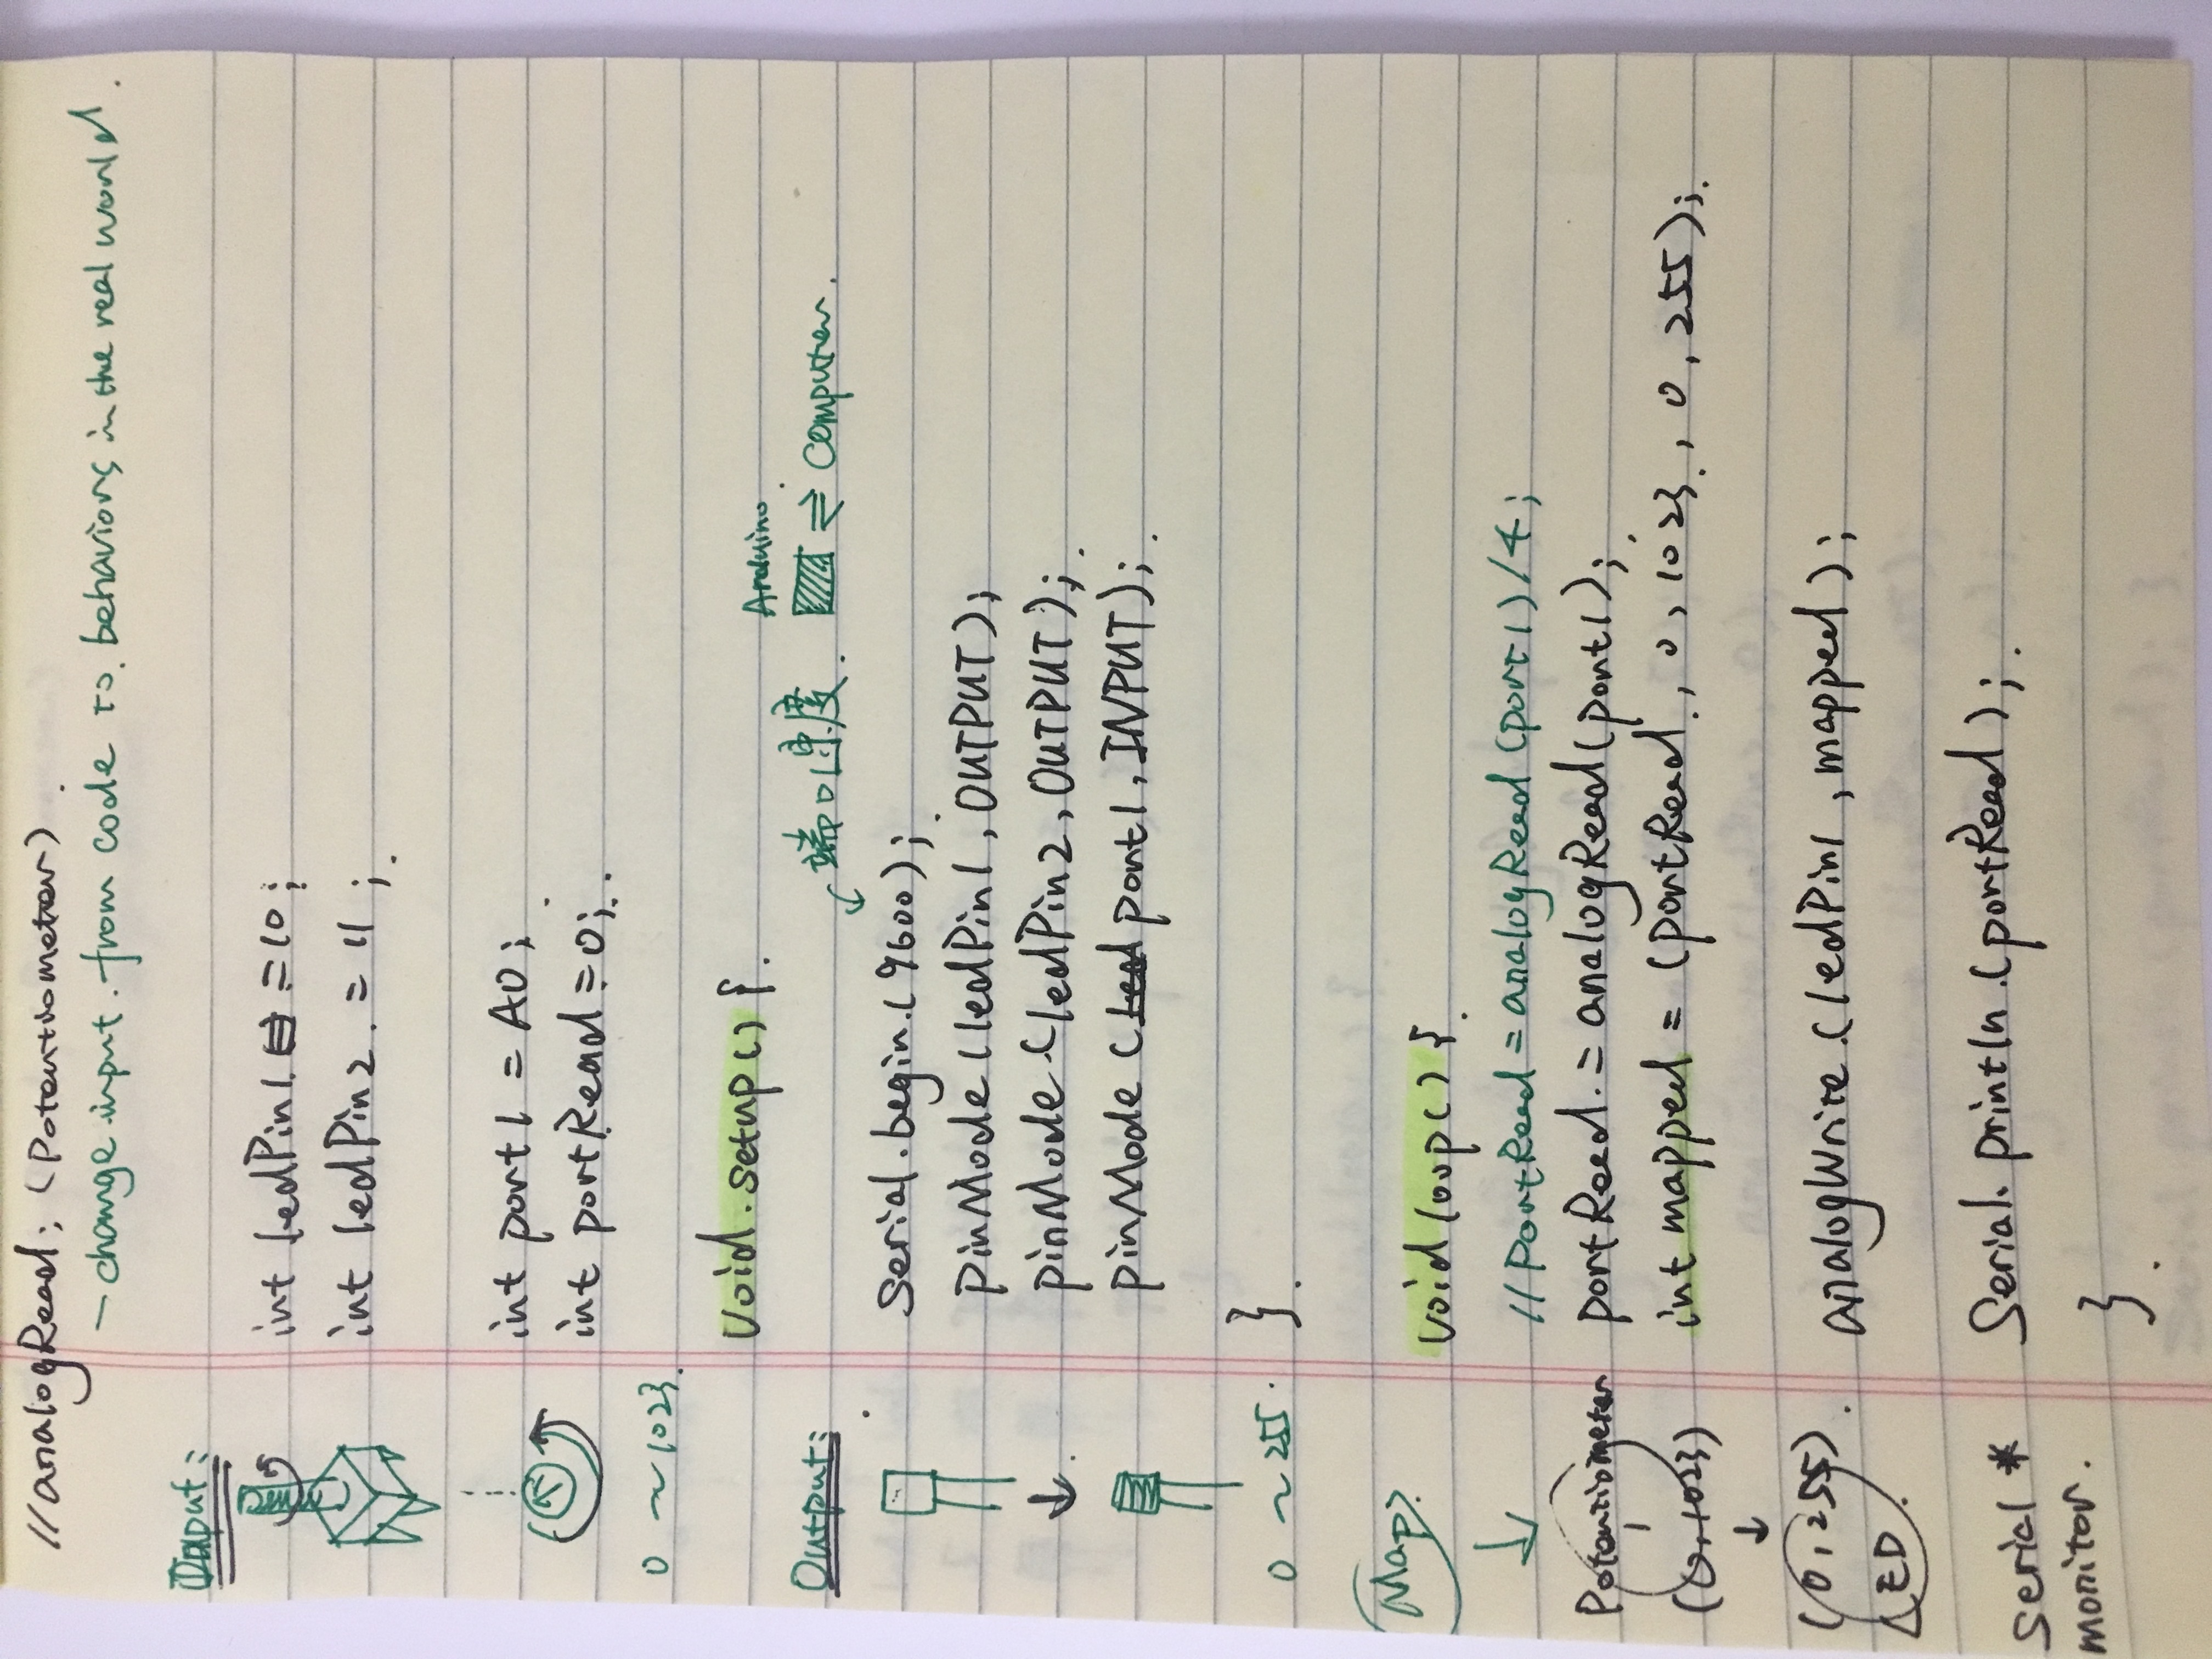 //analogRead; (Potentiometer).
– change input from code to behaviors in the real world.
Input:
int ledPin1 = 10;
int ledPin2 = 11;
int port1 = A0;
int portRead = 0;
0 ~ 1023.
void setup() {
Arduino
Output:
端口速度. ⇌ Computer.
Serial.begin(9600);
pinMode(ledPin1, OUTPUT);
pinMode(ledPin2, OUTPUT);
pinMode(port1, INPUT);
0 ~ 255.
}
Map:
void loop() {
//PortRead = analogRead(port1)/4;
Potentiometer
portRead = analogRead(port1);
(0, 1023)
int mapped = (portRead, 0, 1023, 0, 255);
(0, 255).
analogWrite(ledPin1, mapped);
LED.
Serial.println(portRead);
Serial *
monitor.
}